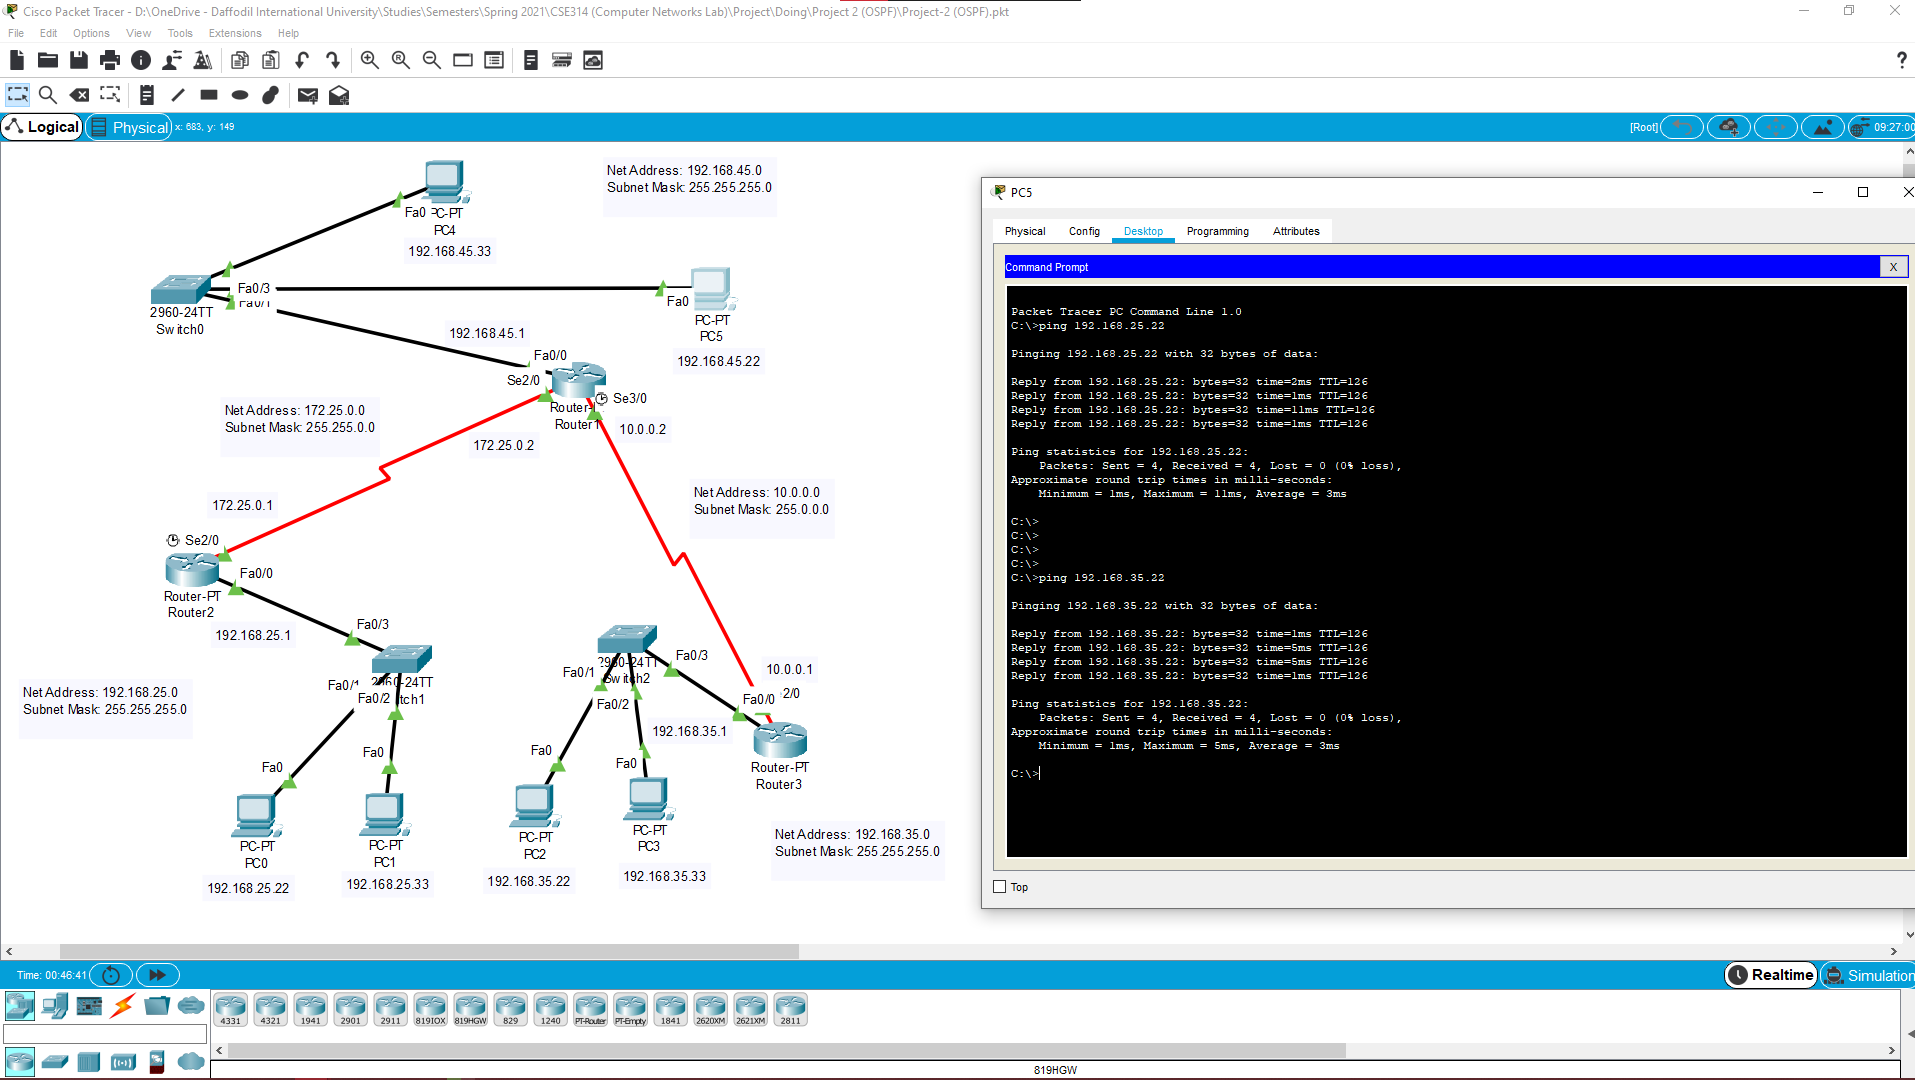 Cisco Packet Tracer - D:\OneDrive - Daffodil International University\Studies\Semesters\Spring 2021\CSE314 (Computer Networks Lab)\Project\Doing\Project 2 (OSPF)\Project-2 (OSPF).pkt
File Edit Options View Tools Extensions Help
?
Logical Physical x: 683, y: 149 [Root] 09:27:00
Net Address: 192.168.45.0
Subnet Mask: 255.255.255.0
Fa0 PC-PT
PC4
192.168.45.33
Fa0/3
Fa0/1
2960-24TT
Switch0
Fa0
PC-PT
PC5
192.168.45.22
192.168.45.1
Fa0/0
Se2/0
Se3/0
Router-
Router1
10.0.0.2
172.25.0.2
Net Address: 172.25.0.0
Subnet Mask: 255.255.0.0
172.25.0.1
Net Address: 10.0.0.0
Subnet Mask: 255.0.0.0
Se2/0
Fa0/0
Router-PT
Router2
192.168.25.1
Fa0/3
Fa0/1 2960-24TT
Fa0/2 tch1
Net Address: 192.168.25.0
Subnet Mask: 255.255.255.0
Fa0
Fa0
PC-PT
PC0
192.168.25.22
PC-PT
PC1
192.168.25.33
Fa0/1 2960-24TT
Switch2
Fa0/3
Fa0/2
192.168.35.1
10.0.0.1
Fa0/0 2/0
Router-PT
Router3
Fa0
Fa0
PC-PT
PC2
192.168.35.22
PC-PT
PC3
192.168.35.33
Net Address: 192.168.35.0
Subnet Mask: 255.255.255.0
PC5
Physical Config Desktop Programming Attributes
Command Prompt X
Packet Tracer PC Command Line 1.0
C:\>ping 192.168.25.22
Pinging 192.168.25.22 with 32 bytes of data:
Reply from 192.168.25.22: bytes=32 time=2ms TTL=126
Reply from 192.168.25.22: bytes=32 time=1ms TTL=126
Reply from 192.168.25.22: bytes=32 time=11ms TTL=126
Reply from 192.168.25.22: bytes=32 time=1ms TTL=126
Ping statistics for 192.168.25.22:
Packets: Sent = 4, Received = 4, Lost = 0 (0% loss),
Approximate round trip times in milli-seconds:
Minimum = 1ms, Maximum = 11ms, Average = 3ms
C:\>
C:\>
C:\>
C:\>
C:\>ping 192.168.35.22
Pinging 192.168.35.22 with 32 bytes of data:
Reply from 192.168.35.22: bytes=32 time=1ms TTL=126
Reply from 192.168.35.22: bytes=32 time=5ms TTL=126
Reply from 192.168.35.22: bytes=32 time=5ms TTL=126
Reply from 192.168.35.22: bytes=32 time=1ms TTL=126
Ping statistics for 192.168.35.22:
Packets: Sent = 4, Received = 4, Lost = 0 (0% loss),
Approximate round trip times in milli-seconds:
Minimum = 1ms, Maximum = 5ms, Average = 3ms
C:\>
Top
Time: 00:46:41 Realtime Simulation
4331 4321 1941 2901 2911 819IOX 819HGW 829 1240 PT-Router PT-Empty 1841 2620XM 2621XM 2811
819HGW